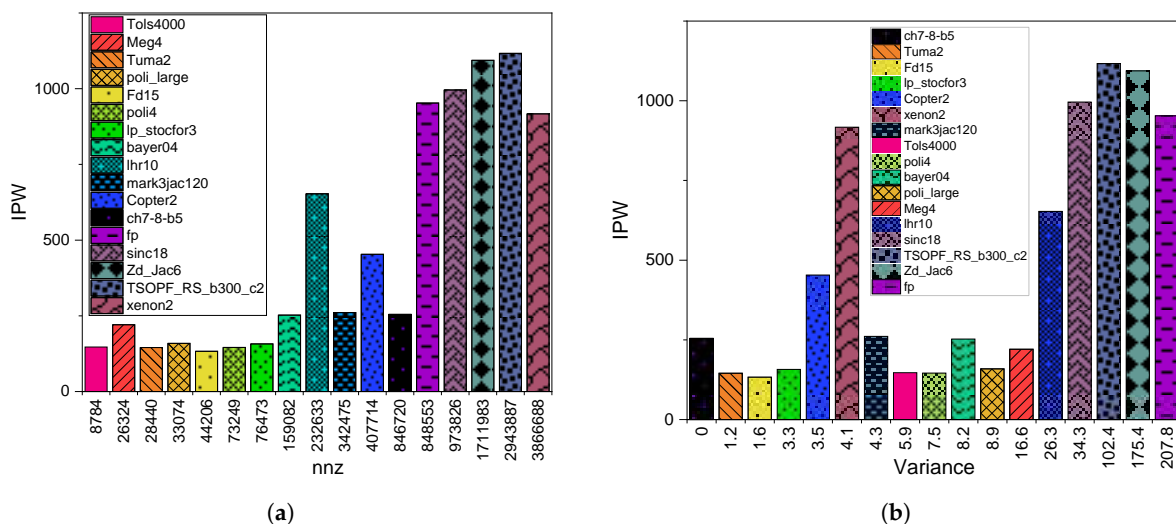 1000
500
0
IPW
Tols4000
Meg4
Tuma2
poli_large
Fd15
poli4
lp_stocfor3
bayer04
lhr10
mark3jac120
Copter2
ch7-8-b5
fp
sinc18
Zd_Jac6
TSOPF_RS_b300_c2
xenon2
8784
26324
28440
33074
44206
73249
76473
159082
232633
342475
407714
846720
848553
973826
1711983
2943887
3866688
nnz
(a)
1000
500
0
IPW
ch7-8-b5
Tuma2
Fd15
lp_stocfor3
Copter2
xenon2
mark3jac120
Tols4000
poli4
bayer04
poli_large
Meg4
lhr10
sinc18
TSOPF_RS_b300_c2
Zd_Jac6
fp
0
1.2
1.6
3.3
3.5
4.1
4.3
5.9
7.5
8.2
8.9
16.6
26.3
34.3
102.4
175.4
207.8
Variance
(b)